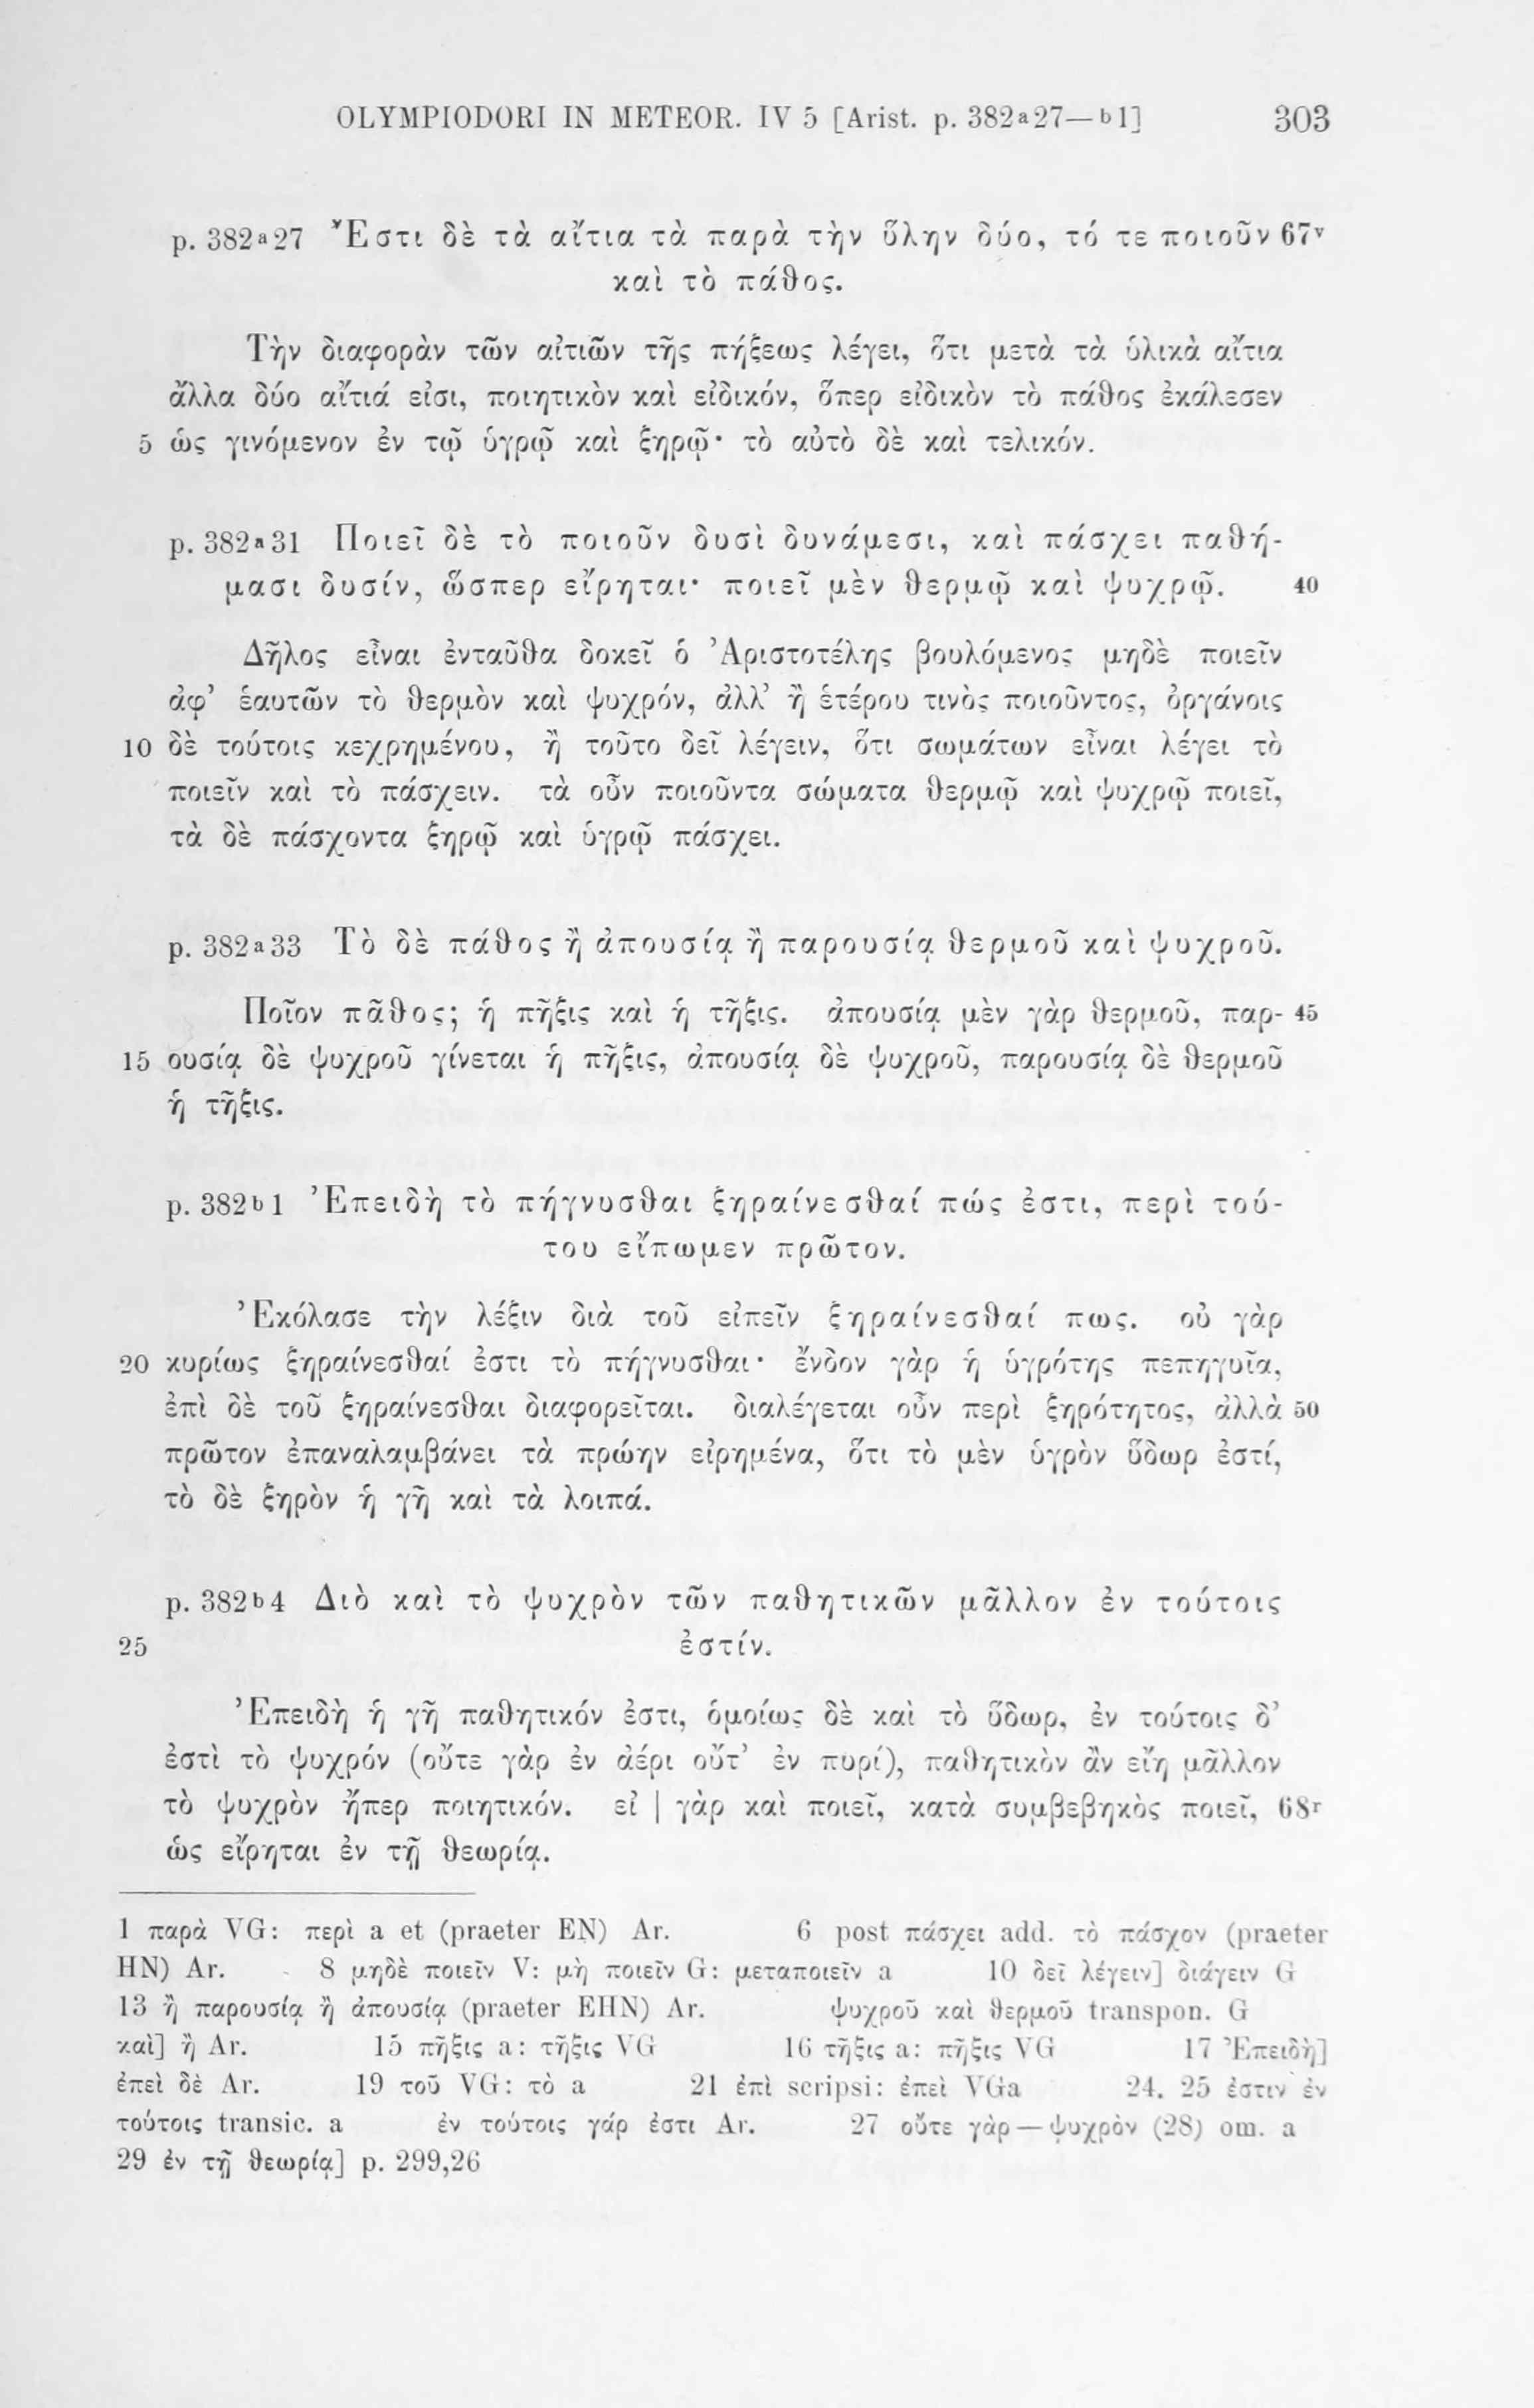 OLYMPIODORI IN METEOR. IV 5 [Arist. p. 382a27—b1] 303
p. 382a27 Ἔστι δὲ τὰ αἴτια τὰ παρὰ τὴν ὕλην δύο, τό τε ποιοῦν 67v
καὶ τὸ πάθος.
Τὴν διαφορὰν τῶν αἰτιῶν τῆς πήξεως λέγει, ὅτι μετὰ τὰ ὑλικὰ αἴτια
ἄλλα δύο αἴτιά εἰσι, ποιητικὸν καὶ εἰδικόν, ὅπερ εἰδικὸν τὸ πάθος ἐκάλεσεν
5 ὡς γινόμενον ἐν τῷ ὑγρῷ καὶ ξηρῷ· τὸ αὐτὸ δὲ καὶ τελικόν.
p. 382a31 Ποιεῖ δὲ τὸ ποιοῦν δυσὶ δυνάμεσι, καὶ πάσχει παθή-
μασι δυσίν, ὥσπερ εἴρηται· ποιεῖ μὲν θερμῷ καὶ ψυχρῷ. 40
Δῆλος εἶναι ἐνταῦθα δοκεῖ ὁ Ἀριστοτέλης βουλόμενος μηδὲ ποιεῖν
ἀφ’ ἑαυτῶν τὸ θερμὸν καὶ ψυχρόν, ἀλλ’ ἢ ἑτέρου τινὸς ποιοῦντος, ὀργάνοις
10 δὲ τούτοις κεχρημένου, ἢ τοῦτο δεῖ λέγειν, ὅτι σωμάτων εἶναι λέγει τὸ
ποιεῖν καὶ τὸ πάσχειν. τὰ οὖν ποιοῦντα σώματα θερμῷ καὶ ψυχρῷ ποιεῖ,
τὰ δὲ πάσχοντα ξηρῷ καὶ ὑγρῷ πάσχει.
p. 382a33 Τὸ δὲ πάθος ἢ ἀπουσίᾳ ἢ παρουσίᾳ θερμοῦ καὶ ψυχροῦ.
Ποῖον πᾶθος; ἡ πῆξις καὶ ἡ τῆξις. ἀπουσίᾳ μὲν γὰρ θερμοῦ, παρ- 45
15 ουσίᾳ δὲ ψυχροῦ γίνεται ἡ πῆξις, ἀπουσίᾳ δὲ ψυχροῦ, παρουσίᾳ δὲ θερμοῦ
ἡ τῆξις.
p. 382b1 Ἐπειδὴ τὸ πήγνυσθαι ξηραίνεσθαί πώς ἐστι, περὶ τού-
του εἴπωμεν πρῶτον.
Ἐκόλασε τὴν λέξιν διὰ τοῦ εἰπεῖν ξηραίνεσθαί πως. οὐ γὰρ
20 κυρίως ξηραίνεσθαί ἐστι τὸ πήγνυσθαι· ἔνδον γὰρ ἡ ὑγρότης πεπηγυῖα,
ἐπὶ δὲ τοῦ ξηραίνεσθαι διαφορεῖται. διαλέγεται οὖν περὶ ξηρότητος, ἀλλὰ 50
πρῶτον ἐπαναλαμβάνει τὰ πρώην εἰρημένα, ὅτι τὸ μὲν ὑγρὸν ὕδωρ ἐστί,
τὸ δὲ ξηρὸν ἡ γῆ καὶ τὰ λοιπά.
p. 382b4 Διὸ καὶ τὸ ψυχρὸν τῶν παθητικῶν μᾶλλον ἐν τούτοις
25 ἐστίν.
Ἐπειδὴ ἡ γῆ παθητικόν ἐστι, ὁμοίως δὲ καὶ τὸ ὕδωρ, ἐν τούτοις δ’
ἐστὶ τὸ ψυχρόν (οὔτε γὰρ ἐν ἀέρι οὔτ’ ἐν πυρί), παθητικὸν ἂν εἴη μᾶλλον
τὸ ψυχρὸν ἤπερ ποιητικόν. εἰ | γὰρ καὶ ποιεῖ, κατὰ συμβεβηκὸς ποιεῖ, 68r
ὡς εἴρηται ἐν τῇ θεωρίᾳ.
1 παρὰ VG: περὶ a et (praeter EN) Ar. 6 post πάσχει add. τὸ πάσχον (praeter
HN) Ar. 8 μηδὲ ποιεῖν V: μὴ ποιεῖν G: μεταποιεῖν a 10 δεῖ λέγειν] διάγειν G
13 ἢ παρουσίᾳ ἢ ἀπουσίᾳ (praeter EHN) Ar. ψυχροῦ καὶ θερμοῦ transpon. G
καὶ] ἢ Ar. 15 πῆξις a: τῆξις VG 16 τῆξις a: πῆξις VG 17 Ἐπειδὴ]
ἐπεὶ δὲ Ar. 19 τοῦ VG: τὸ a 21 ἐπὶ scripsi: ἐπεὶ VGa 24. 25 ἐστιν ἐν
τούτοις transic. a ἐν τούτοις γάρ ἐστι Ar. 27 οὔτε γὰρ — ψυχρὸν (28) om. a
29 ἐν τῇ θεωρίᾳ] p. 299,26